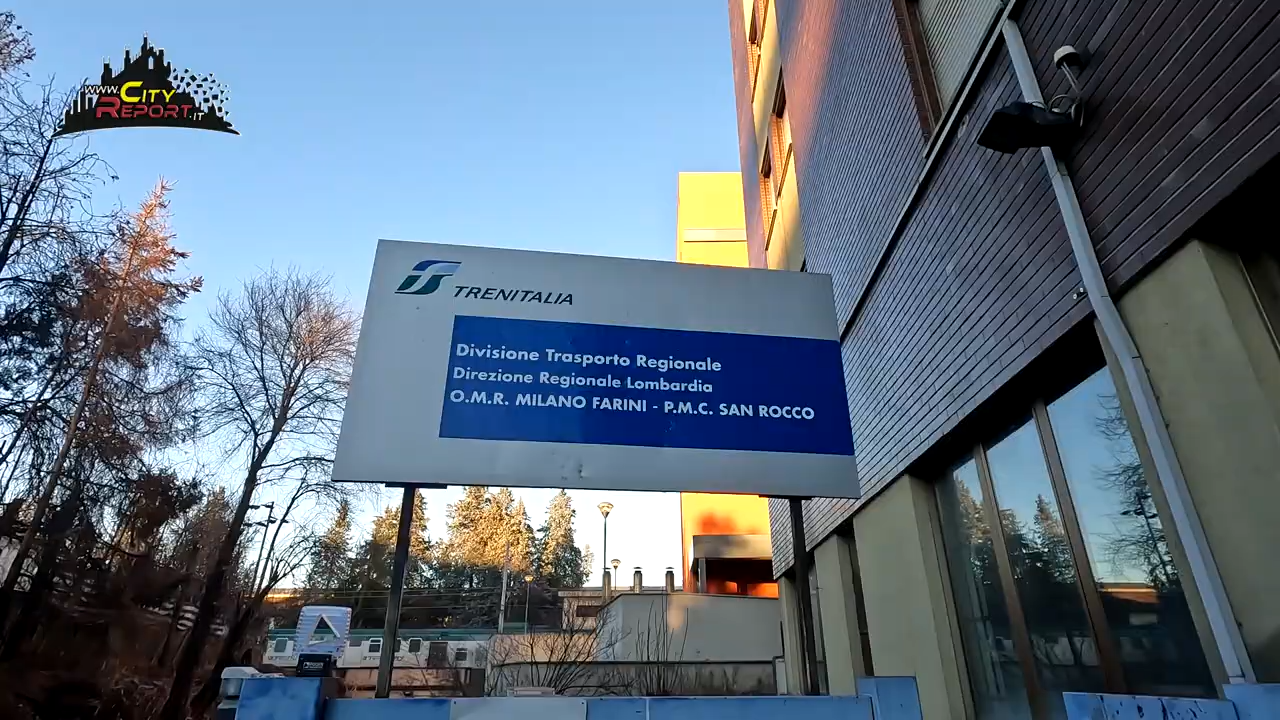 www.CITY
REPORT.IT
TRENITALIA
Divisione Trasporto Regionale
Direzione Regionale Lombardia
O.M.R. MILANO FARINI - P.M.C. SAN ROCCO